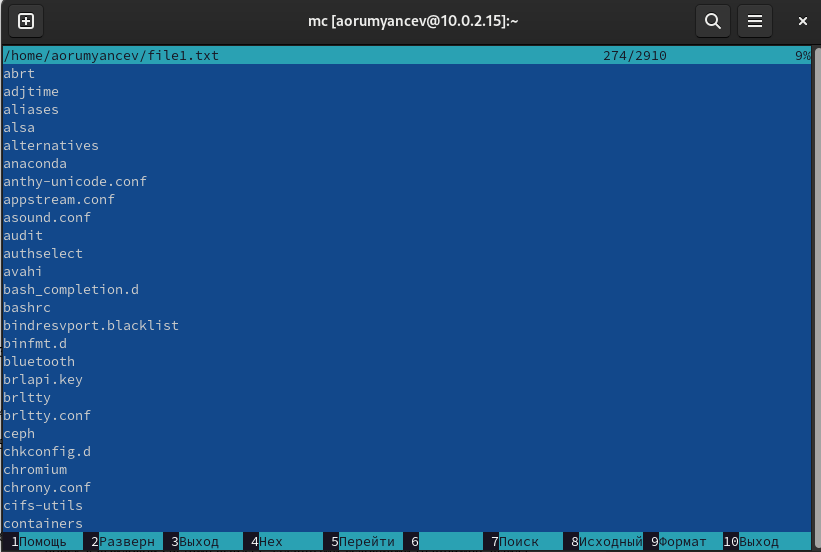 mc [aorumyancev@10.0.2.15]:~
/home/aorumyancev/file1.txt 274/2910 9%
abrt
adjtime
aliases
alsa
alternatives
anaconda
anthy-unicode.conf
appstream.conf
asound.conf
audit
authselect
avahi
bash_completion.d
bashrc
bindresvport.blacklist
binfmt.d
bluetooth
brlapi.key
brltty
brltty.conf
ceph
chkconfig.d
chromium
chrony.conf
cifs-utils
containers
1Помощь 2Разверн 3Выход 4Hex 5Перейти 6 7Поиск 8Исходный 9Формат 10Выход